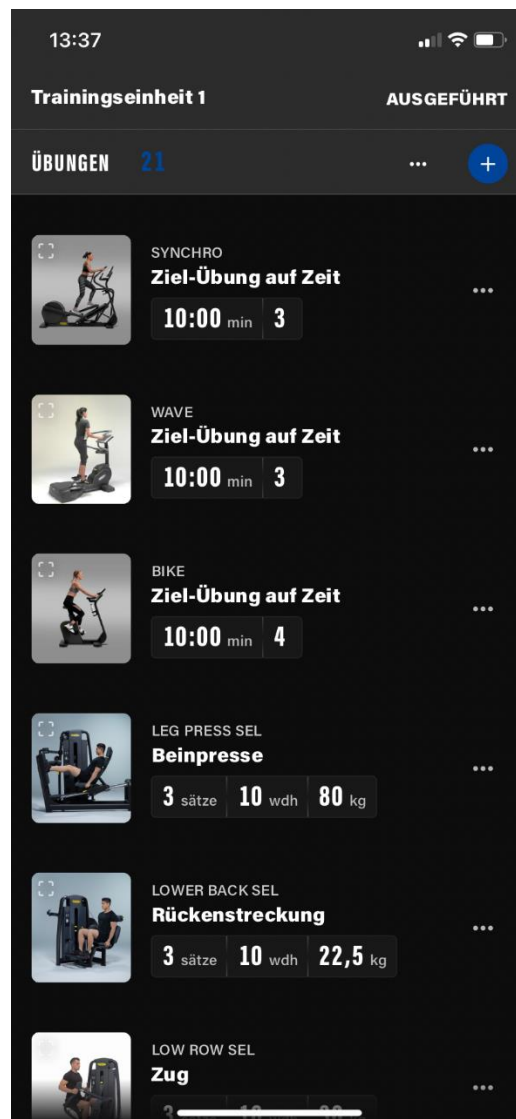 13:37
Trainingseinheit 1 AUSGEFÜHRT
ÜBUNGEN 21
SYNCHRO
Ziel-Übung auf Zeit
10:00 min 3
WAVE
Ziel-Übung auf Zeit
10:00 min 3
BIKE
Ziel-Übung auf Zeit
10:00 min 4
LEG PRESS SEL
Beinpresse
3 sätze 10 wdh 80 kg
LOWER BACK SEL
Rückenstreckung
3 sätze 10 wdh 22,5 kg
LOW ROW SEL
Zug